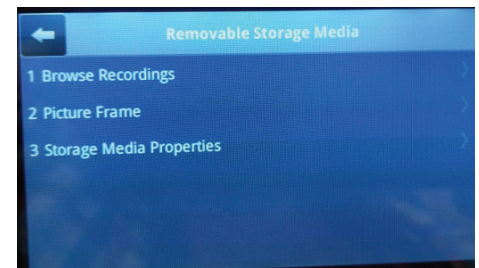 Removable Storage Media
1 Browse Recordings
2 Picture Frame
3 Storage Media Properties